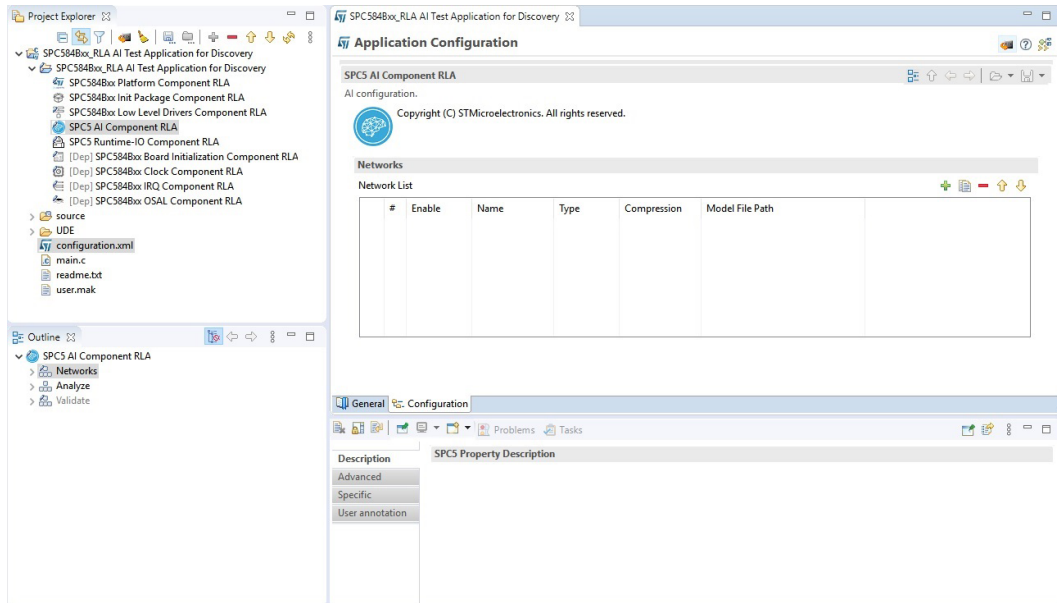 Project Explorer
SPC584Bxx_RLA AI Test Application for Discovery
SPC584Bxx_RLA AI Test Application for Discovery
SPC584Bxx Platform Component RLA
SPC584Bxx Init Package Component RLA
SPC584Bxx Low Level Drivers Component RLA
SPC5 AI Component RLA
SPC5 Runtime-IO Component RLA
[Dep] SPC584Bxx Board Initialization Component RLA
[Dep] SPC584Bxx Clock Component RLA
[Dep] SPC584Bxx IRQ Component RLA
[Dep] SPC584Bxx OSAL Component RLA
source
UDE
configuration.xml
main.c
readme.txt
user.mak
Outline
SPC5 AI Component RLA
Networks
Analyze
Validate
SPC584Bxx_RLA AI Test Application for Discovery
Application Configuration
SPC5 AI Component RLA
AI configuration.
Copyright (C) STMicroelectronics. All rights reserved.
Networks
Network List
# Enable Name Type Compression Model File Path
General Configuration
Problems Tasks
Description
Advanced
Specific
User annotation
SPC5 Property Description